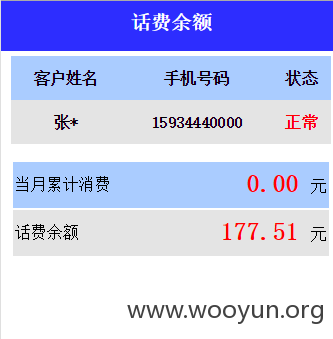 话费余额
客户姓名 手机号码 状态
张* 15934440000 正常
当月累计消费 0.00 元
话费余额 177.51 元
www.wooyun.org